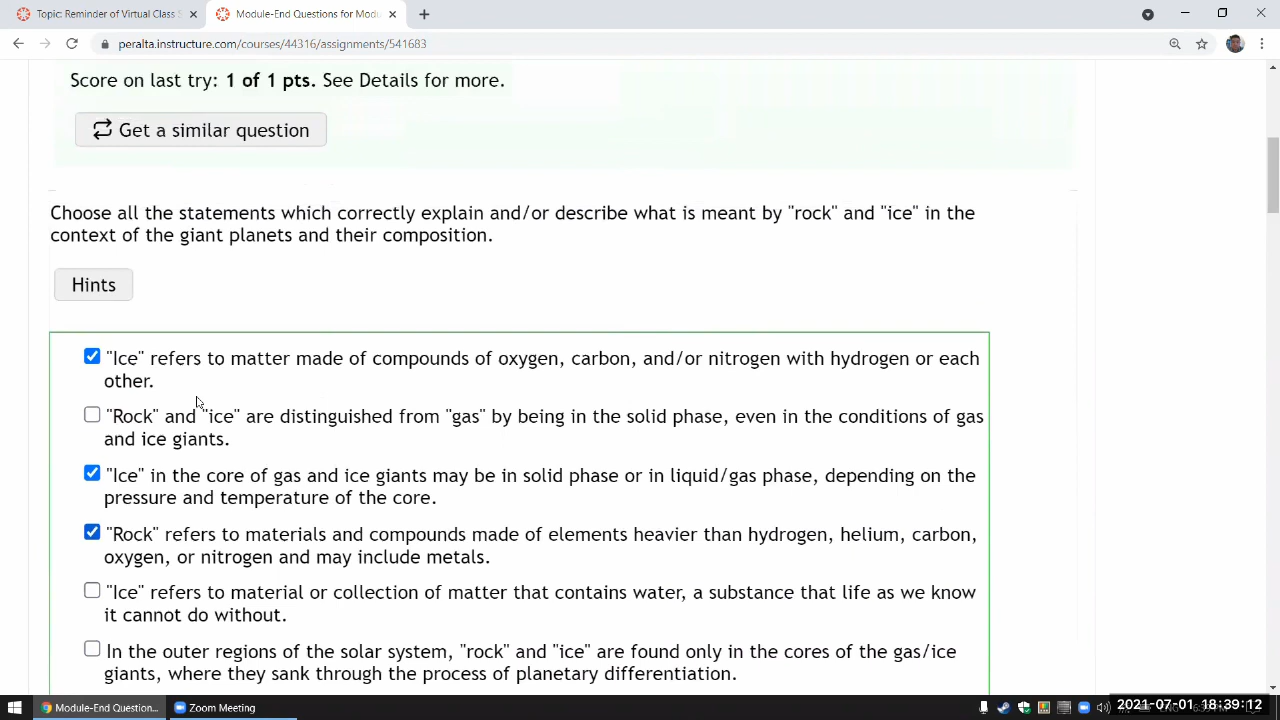 Topic: Reminder of Virtual Class S
Module-End Questions for Modu
peralta.instructure.com/courses/44316/assignments/541683
Score on last try: 1 of 1 pts. See Details for more.
Get a similar question
Choose all the statements which correctly explain and/or describe what is meant by "rock" and "ice" in the
context of the giant planets and their composition.
Hints
"Ice" refers to matter made of compounds of oxygen, carbon, and/or nitrogen with hydrogen or each
other.
"Rock" and "ice" are distinguished from "gas" by being in the solid phase, even in the conditions of gas
and ice giants.
"Ice" in the core of gas and ice giants may be in solid phase or in liquid/gas phase, depending on the
pressure and temperature of the core.
"Rock" refers to materials and compounds made of elements heavier than hydrogen, helium, carbon,
oxygen, or nitrogen and may include metals.
"Ice" refers to material or collection of matter that contains water, a substance that life as we know
it cannot do without.
In the outer regions of the solar system, "rock" and "ice" are found only in the cores of the gas/ice
giants, where they sank through the process of planetary differentiation.
Module-End Question...
Zoom Meeting
2021-07-01 18:39:12